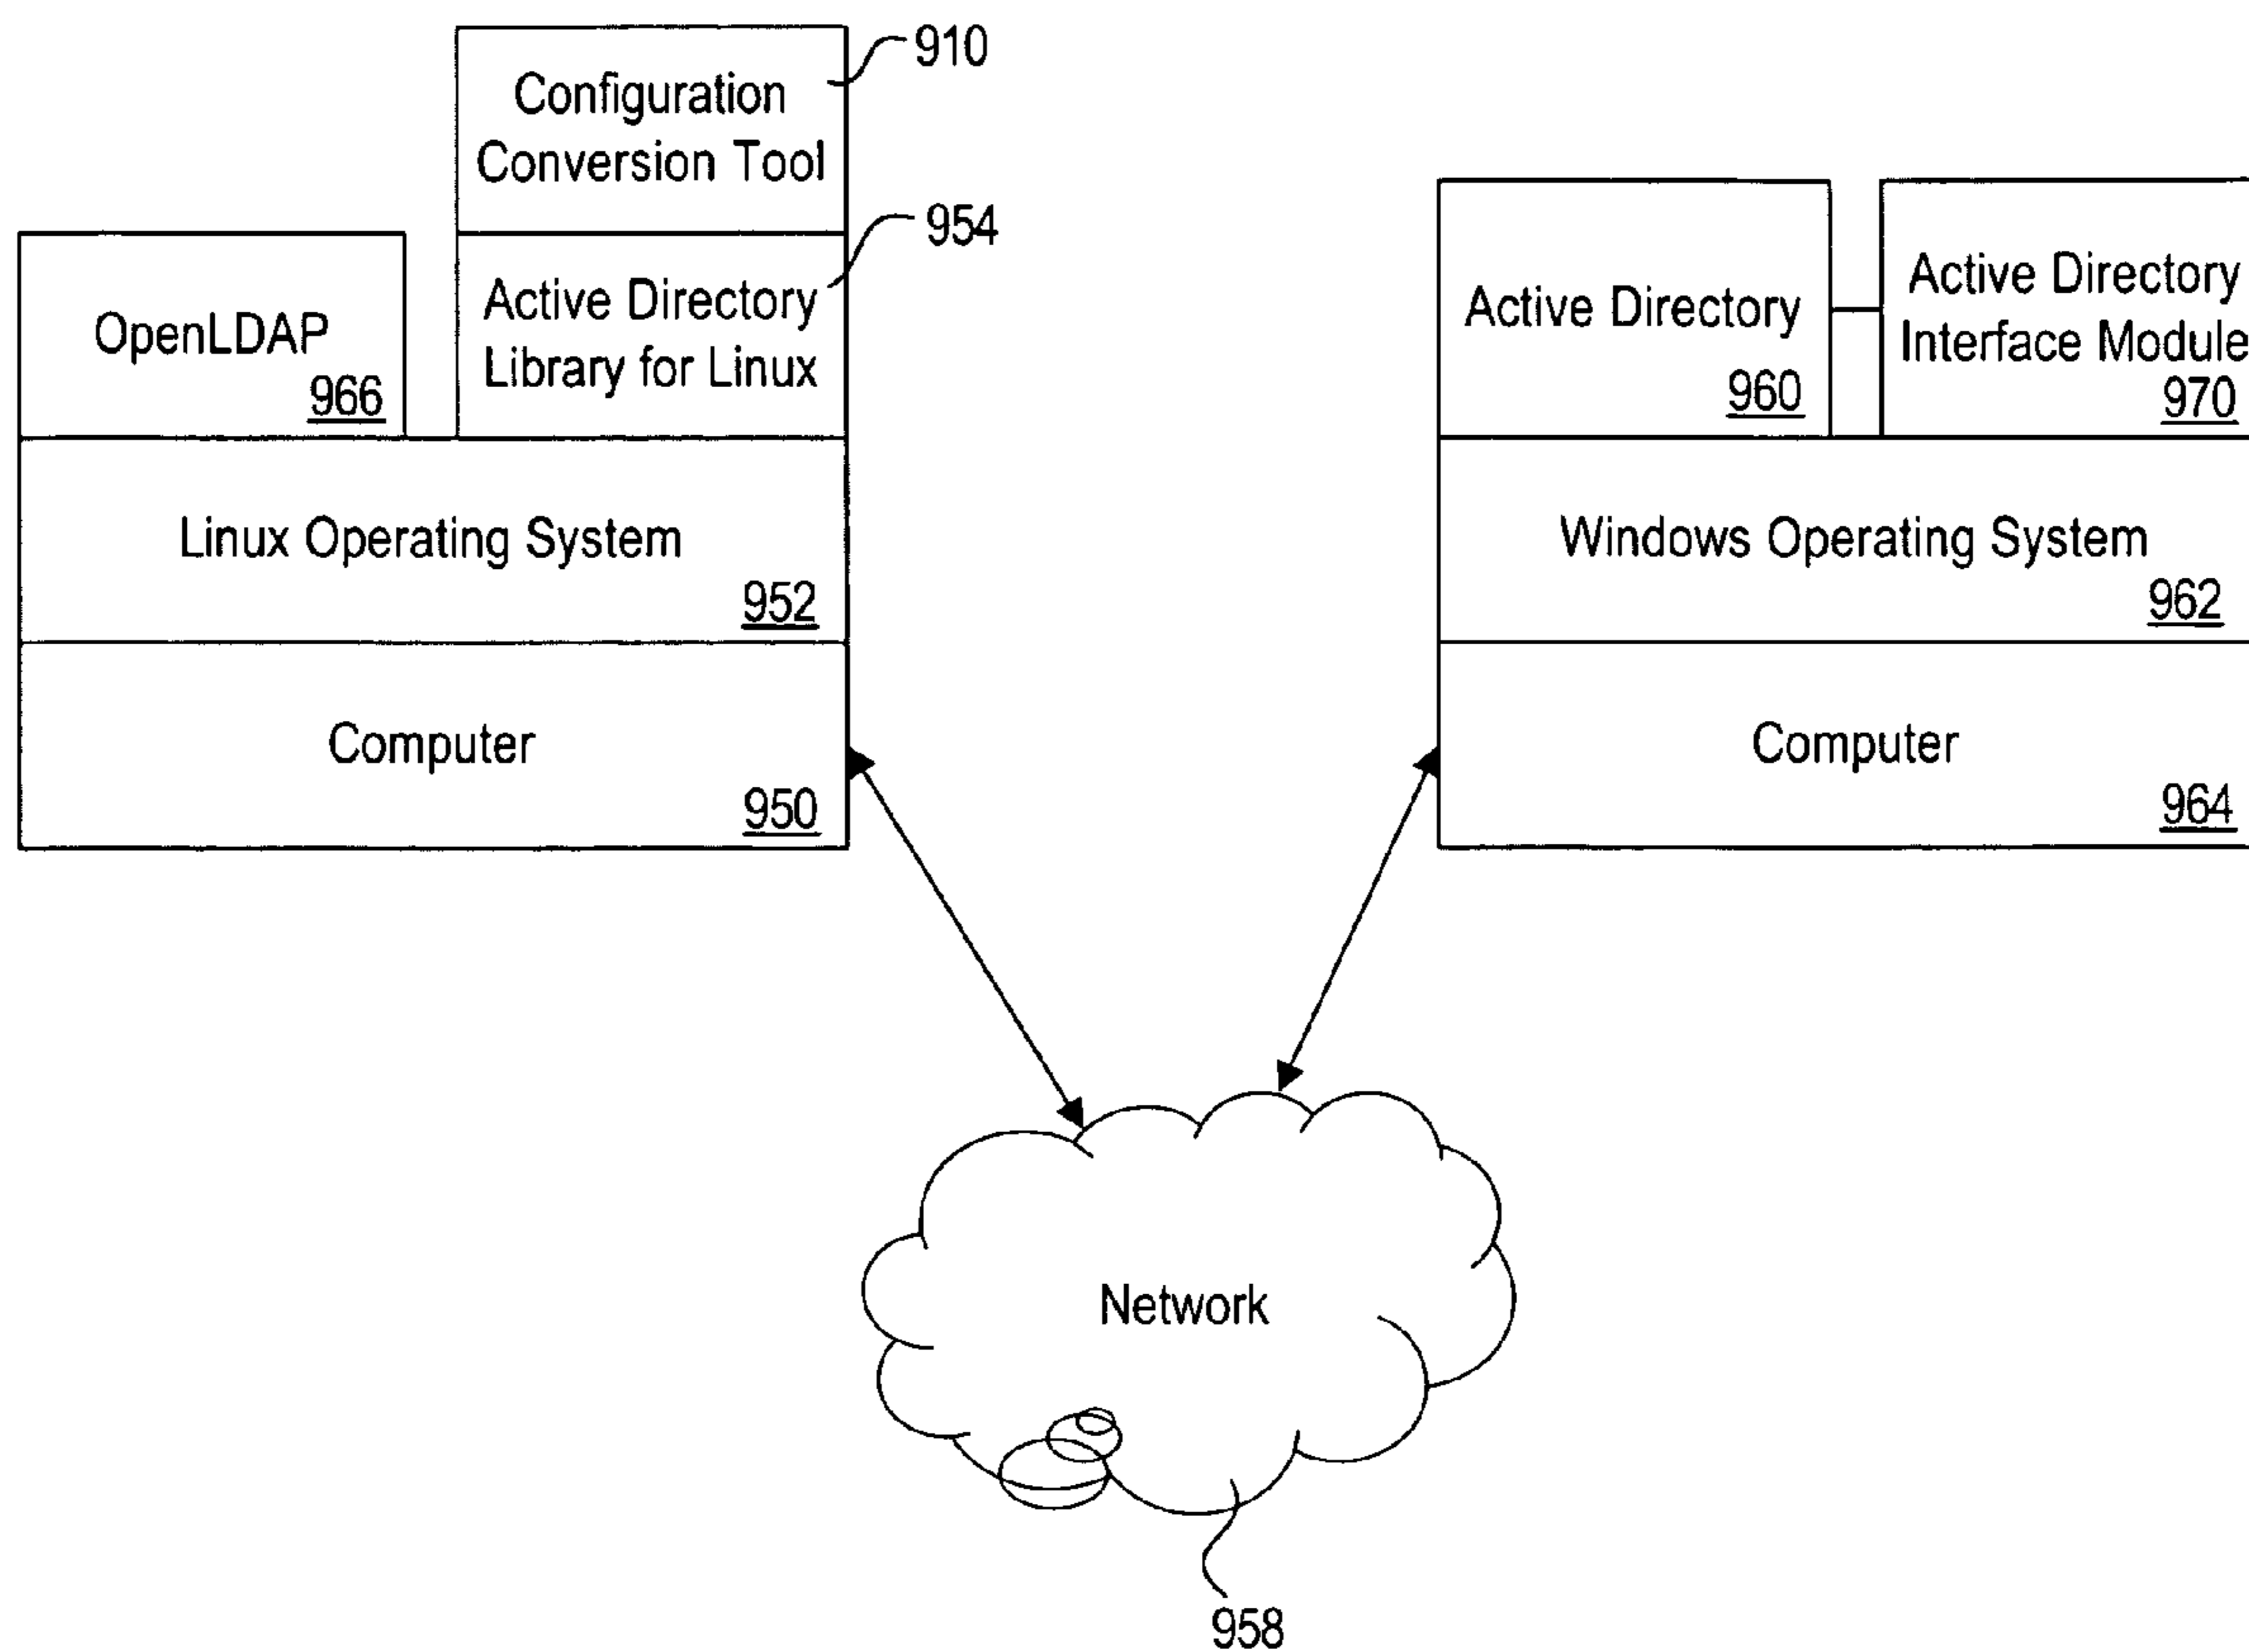 910
Configuration
Conversion Tool
954
OpenLDAP
966
Active Directory
Library for Linux
Linux Operating System
952
Computer
950
Active Directory
960
Active Directory
Interface Module
970
Windows Operating System
962
Computer
964
Network
958